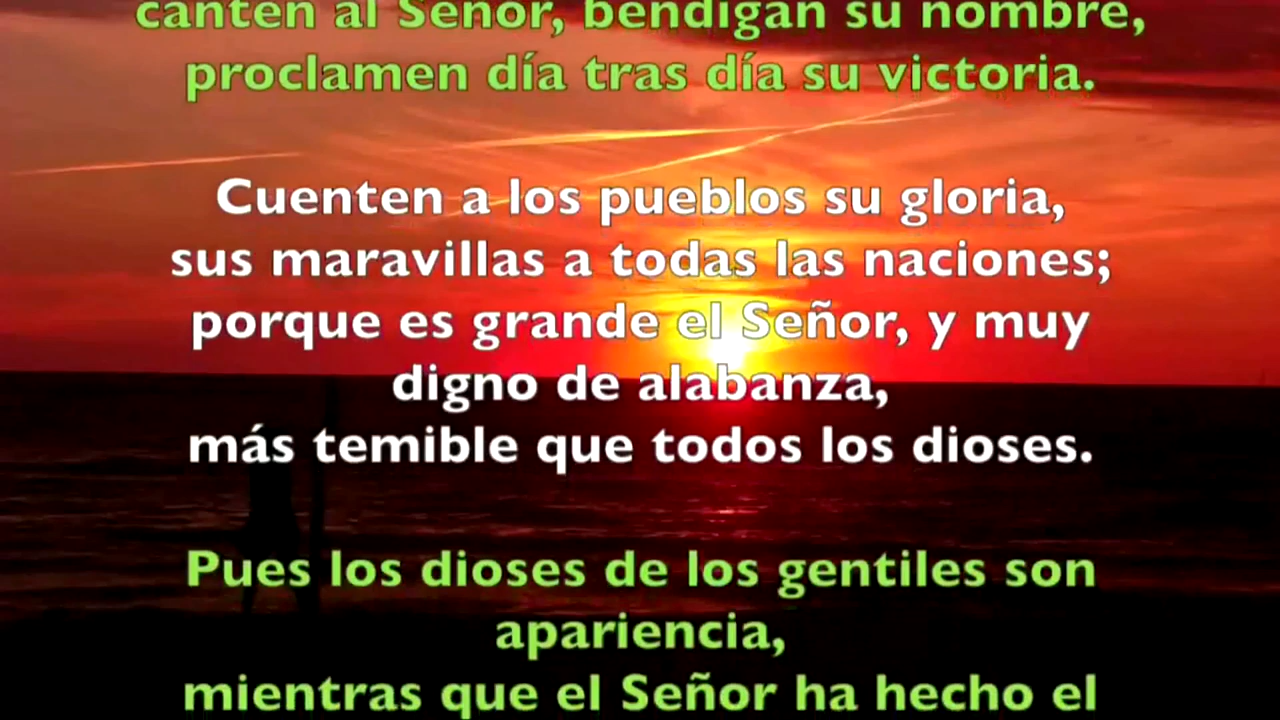 canten al Señor, bendigan su nombre,
proclamen día tras día su victoria.
Cuenten a los pueblos su gloria,
sus maravillas a todas las naciones;
porque es grande el Señor, y muy
digno de alabanza,
más temible que todos los dioses.
Pues los dioses de los gentiles son
apariencia,
mientras que el Señor ha hecho el